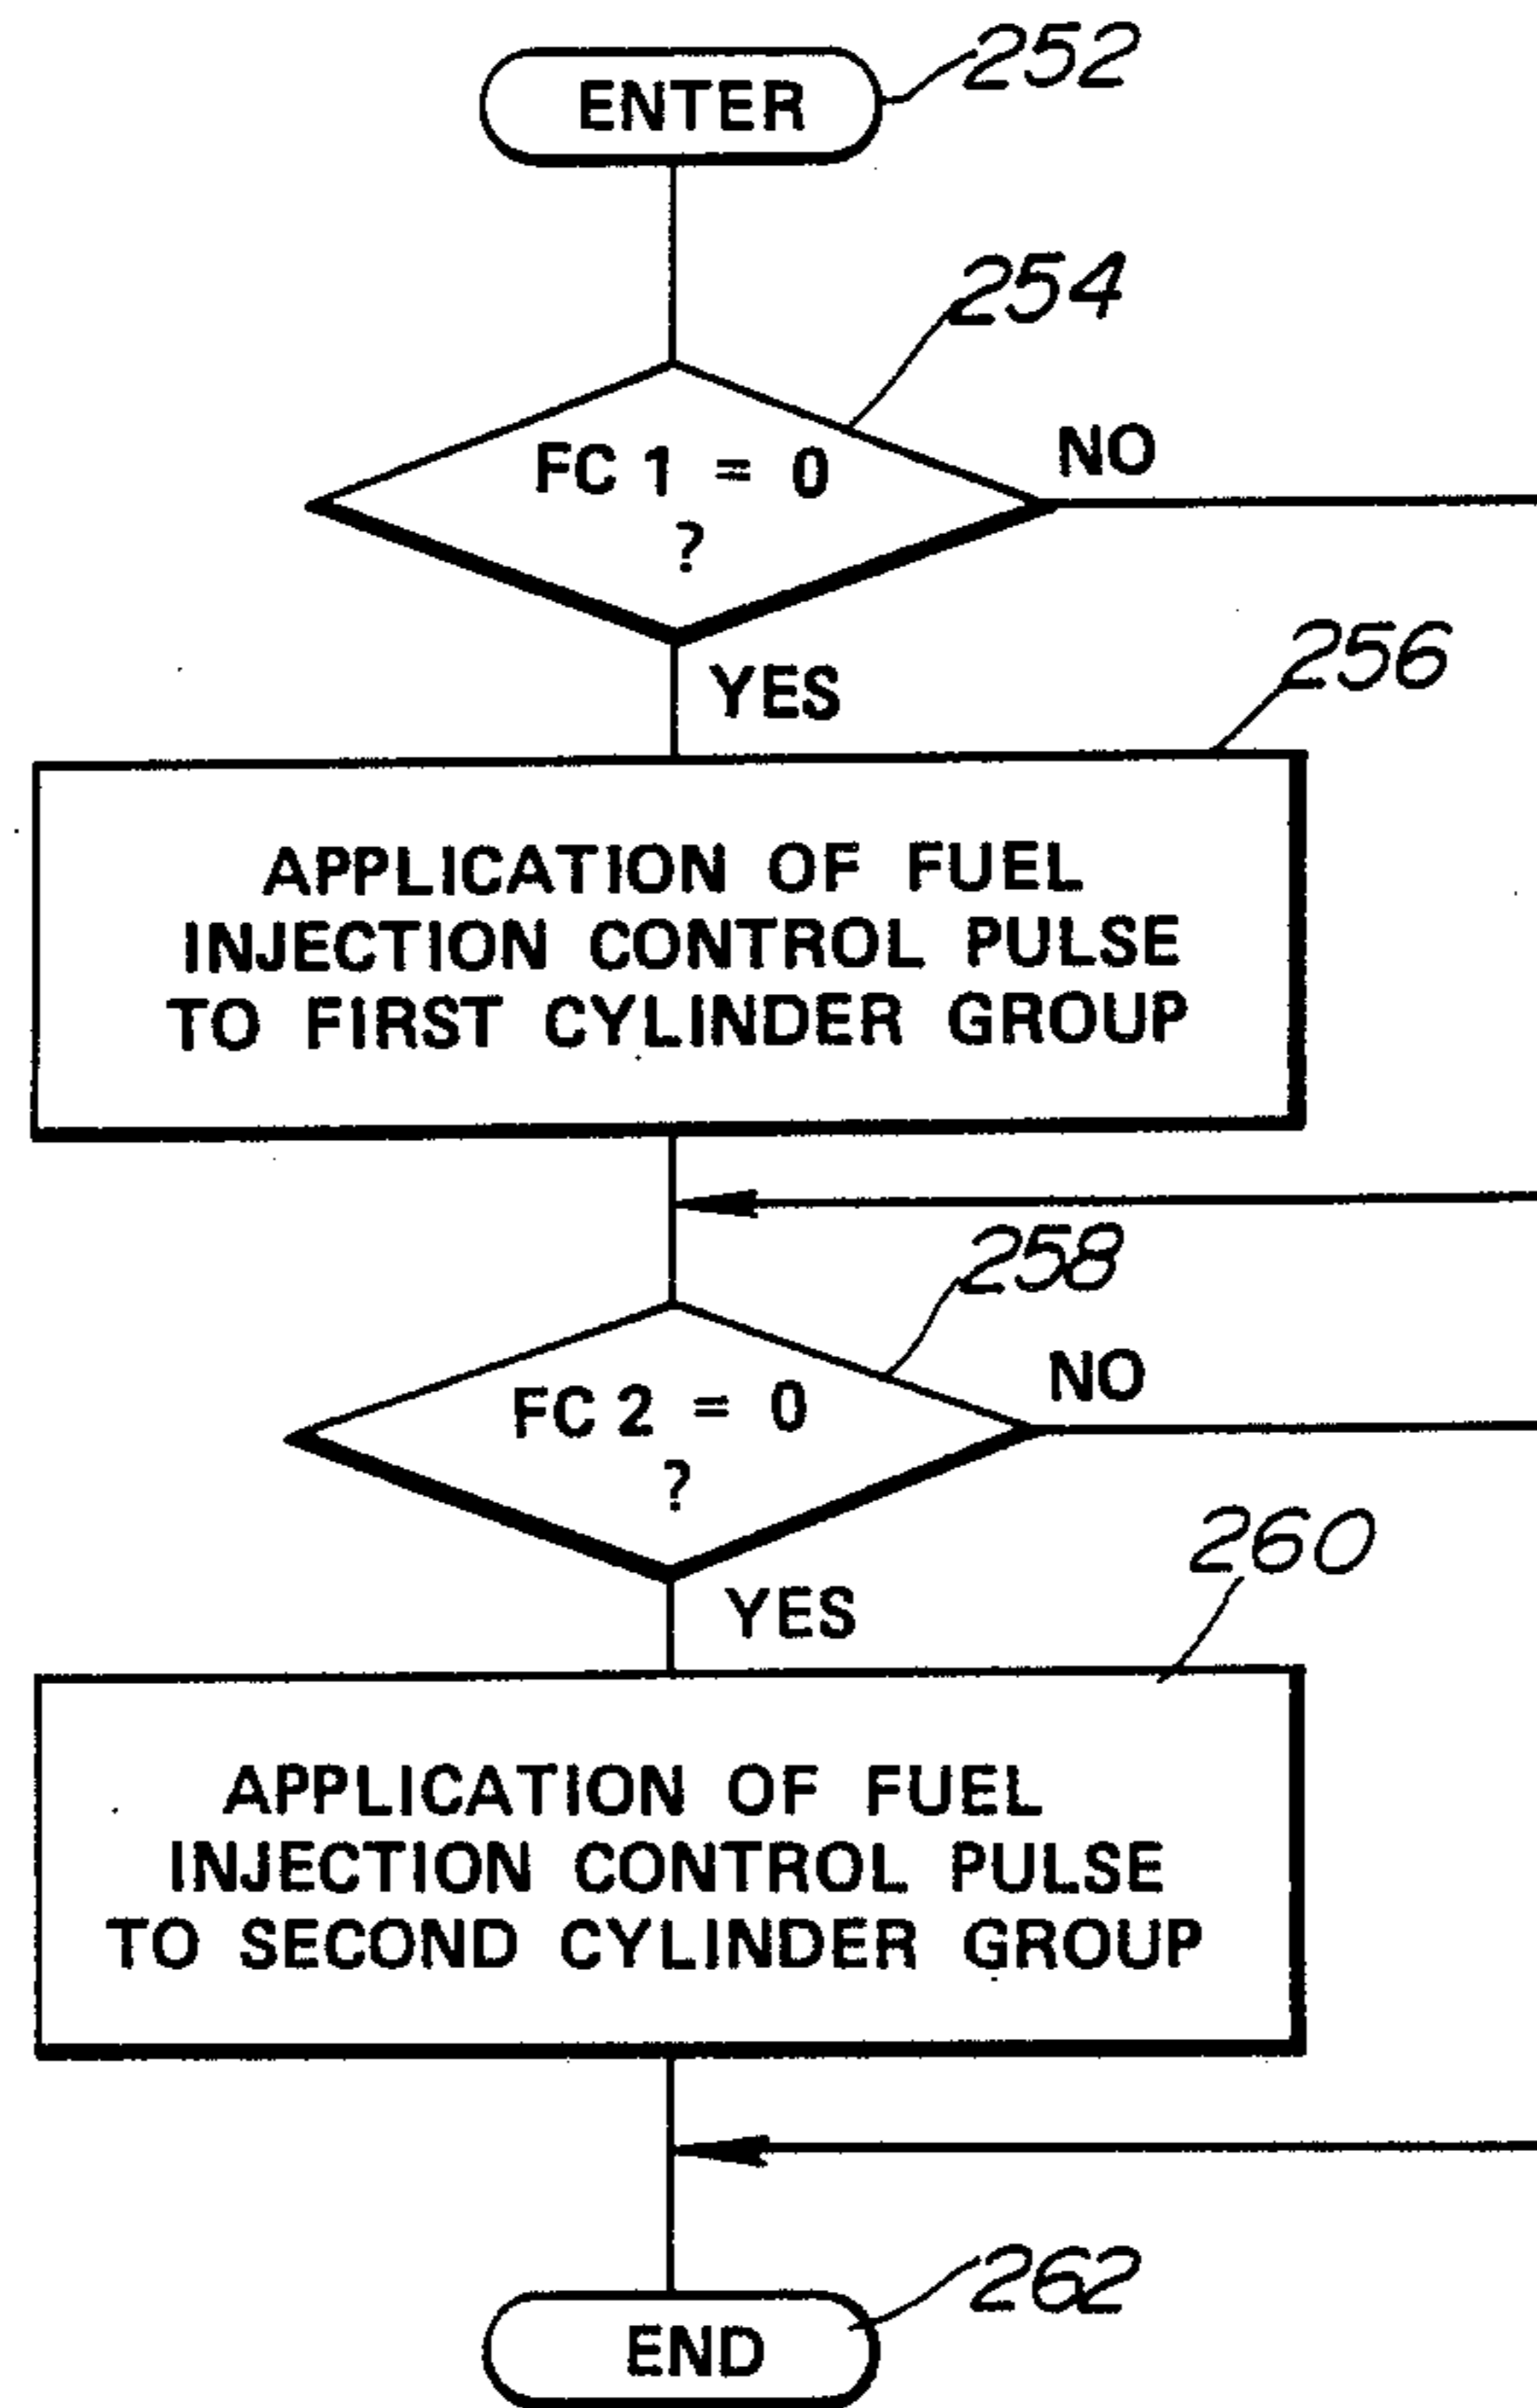 252
ENTER
254
FC 1 = 0
?
NO
YES
256
APPLICATION OF FUEL
INJECTION CONTROL PULSE
TO FIRST CYLINDER GROUP
258
FC 2 = 0
?
NO
YES
260
APPLICATION OF FUEL
INJECTION CONTROL PULSE
TO SECOND CYLINDER GROUP
262
END